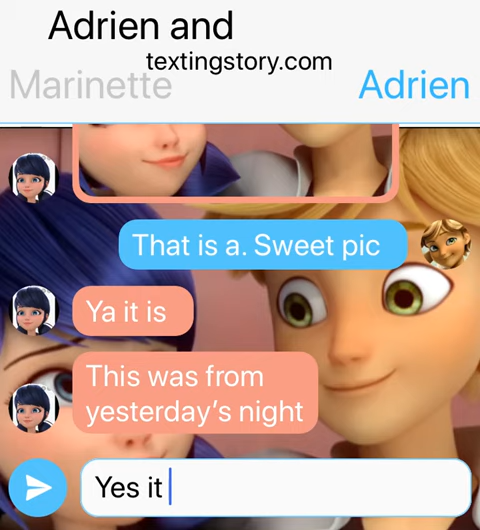 Adrien and
textingstory.com
Marinette
Adrien
That is a. Sweet pic
Ya it is
This was from
yesterday's night
Yes it